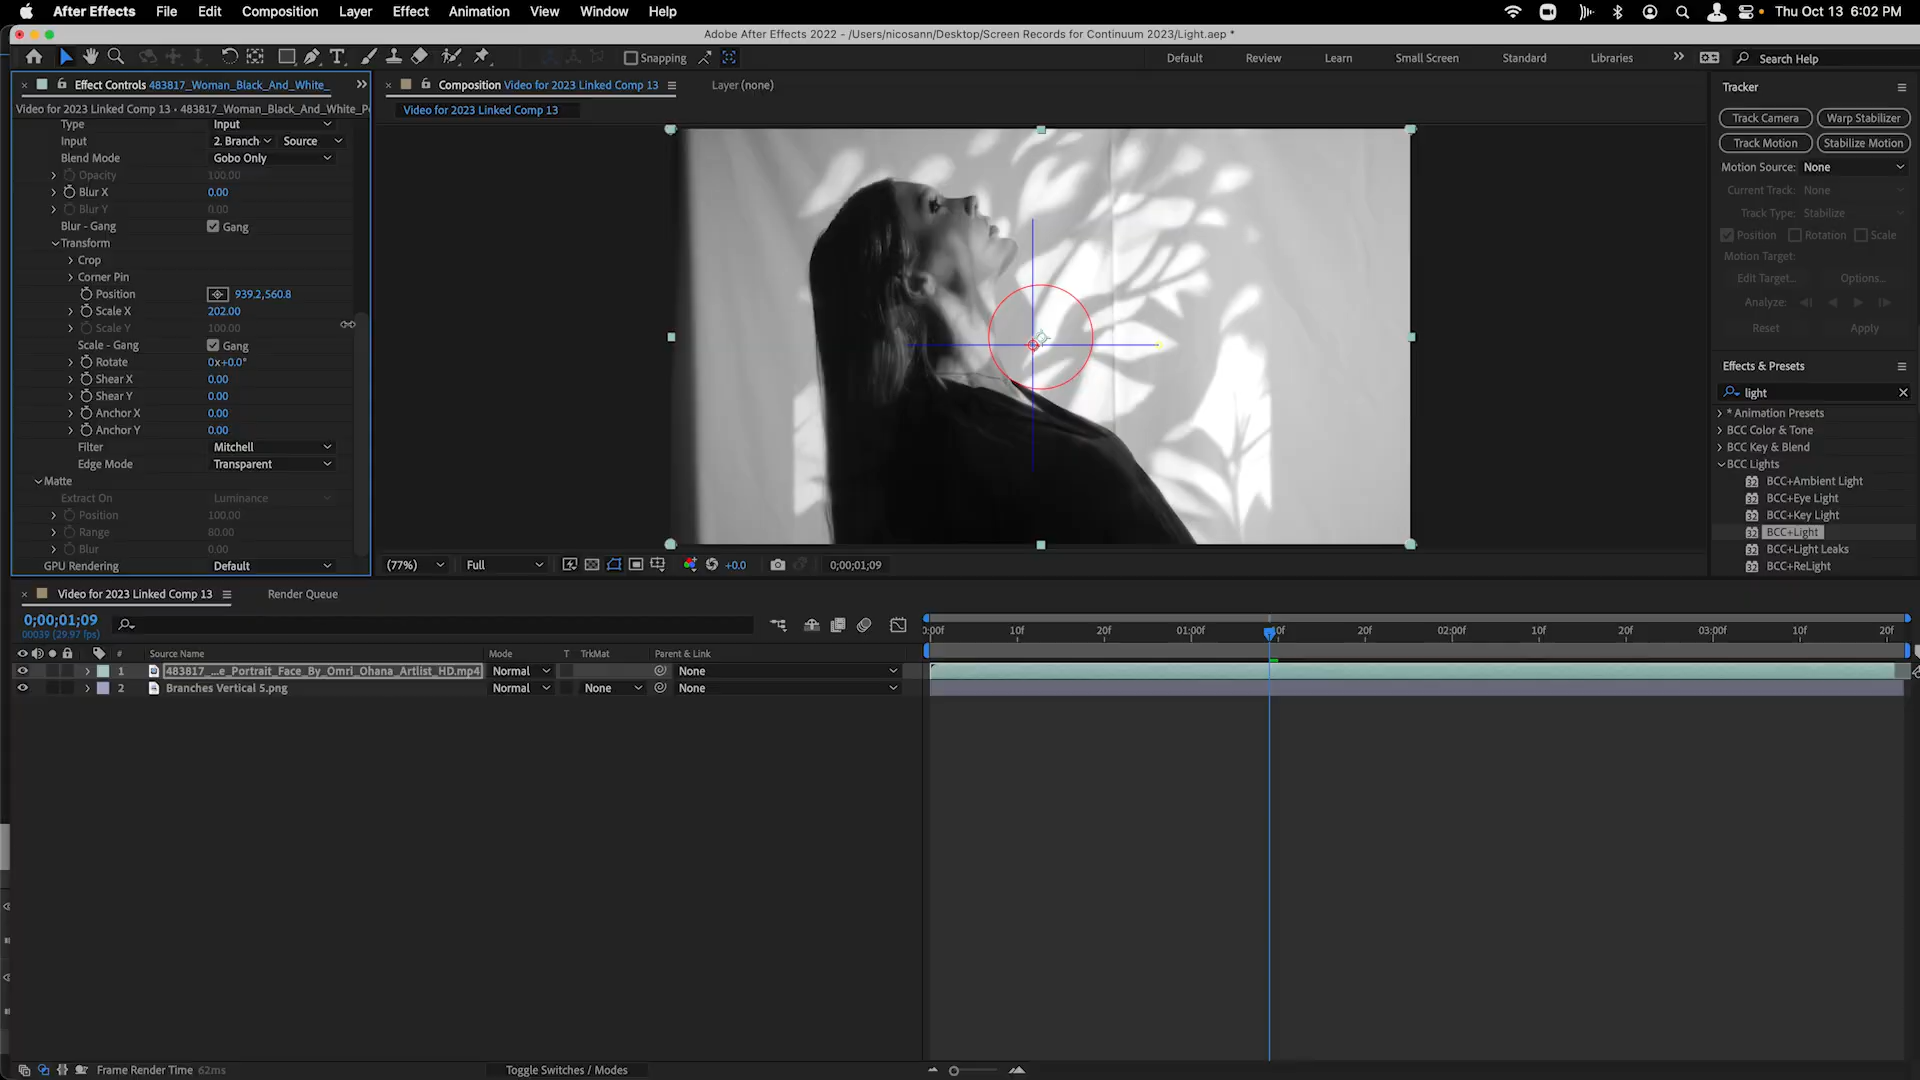 After Effects File Edit Composition Layer Effect Animation View Window Help Thu Oct 13 6:02 PM
Adobe After Effects 2022 - /Users/nicosann/Desktop/Screen Records for Continuum 2023/Light.aep *
Snapping Default Review Learn Small Screen Standard Libraries Search Help
Effect Controls 483817_Woman_Black_And_White_
Video for 2023 Linked Comp 13 • 483817_Woman_Black_And_White_P
Type Input
Input 2. Branch Source
Blend Mode Gobo Only
Opacity 100.00
Blur X 0.00
Blur Y 0.00
Blur - Gang Gang
Transform
Crop
Corner Pin
Position 939.2,560.8
Scale X 202.00
Scale Y 100.00
Scale - Gang Gang
Rotate 0x+0.0°
Shear X 0.00
Shear Y 0.00
Anchor X 0.00
Anchor Y 0.00
Filter Mitchell
Edge Mode Transparent
Matte
Extract On Luminance
Position 100.00
Range 80.00
Blur 0.00
GPU Rendering Default
Composition Video for 2023 Linked Comp 13 Layer (none)
Video for 2023 Linked Comp 13
(77%) Full +0.0 0;00;01;09
Tracker
Track Camera Warp Stabilizer
Track Motion Stabilize Motion
Motion Source: None
Current Track: None
Track Type: Stabilize
Position Rotation Scale
Motion Target:
Edit Target... Options...
Analyze:
Reset Apply
Effects & Presets
light
* Animation Presets
BCC Color & Tone
BCC Key & Blend
BCC Lights
BCC+Ambient Light
BCC+Eye Light
BCC+Key Light
BCC+Light
BCC+Light Leaks
BCC+ReLight
Video for 2023 Linked Comp 13 Render Queue
0;00;01;09
00039 (29.97 fps)
:00f 10f 20f 01:00f 10f 20f 02:00f 10f 20f 03:00f 10f 20f
# Source Name Mode T TrkMat Parent & Link
1 483817_...e_Portrait_Face_By_Omri_Ohana_Artlist_HD.mp4 Normal None
2 Branches Vertical 5.png Normal None None
Frame Render Time 62ms Toggle Switches / Modes